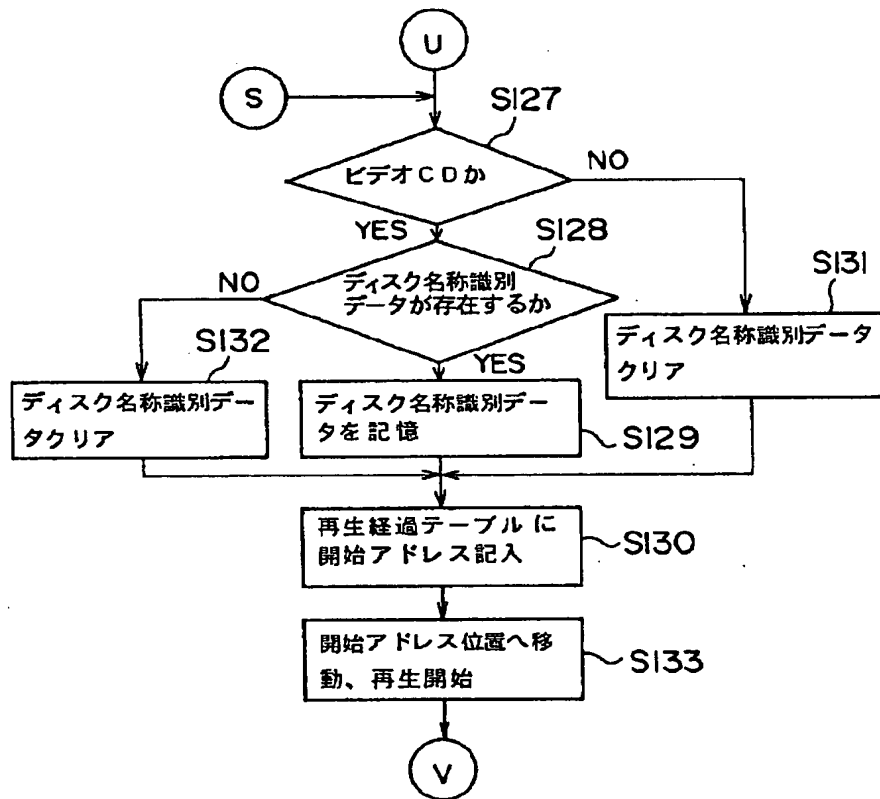 U
S
S127
ビデオCDか
NO
YES
S128
ディスク名称識別
データが存在するか
NO
S131
ディスク名称識別データ
クリア
S132
YES
ディスク名称識別デー
タクリア
ディスク名称識別デー
タを記憶
S129
再生経過テーブルに
開始アドレス記入
S130
開始アドレス位置へ移
動、再生開始
S133
V